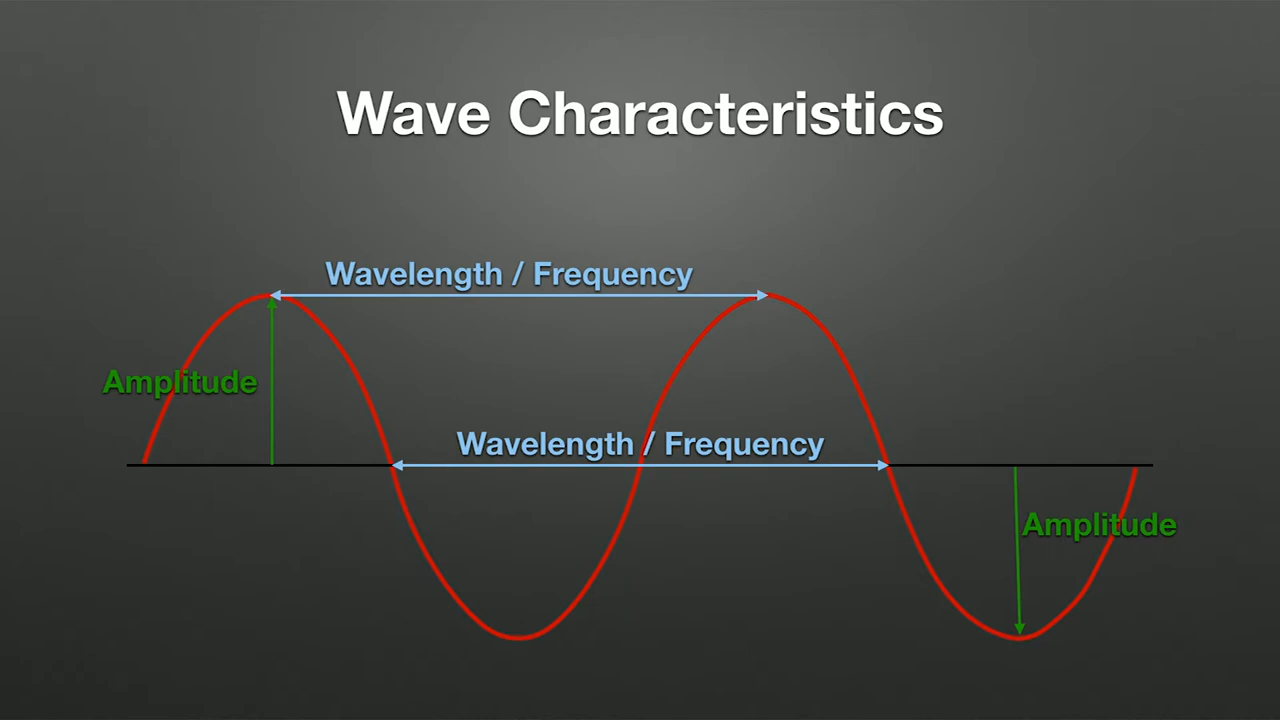 Wave Characteristics
Wavelength / Frequency
Amplitude
Wavelength / Frequency
Amplitude